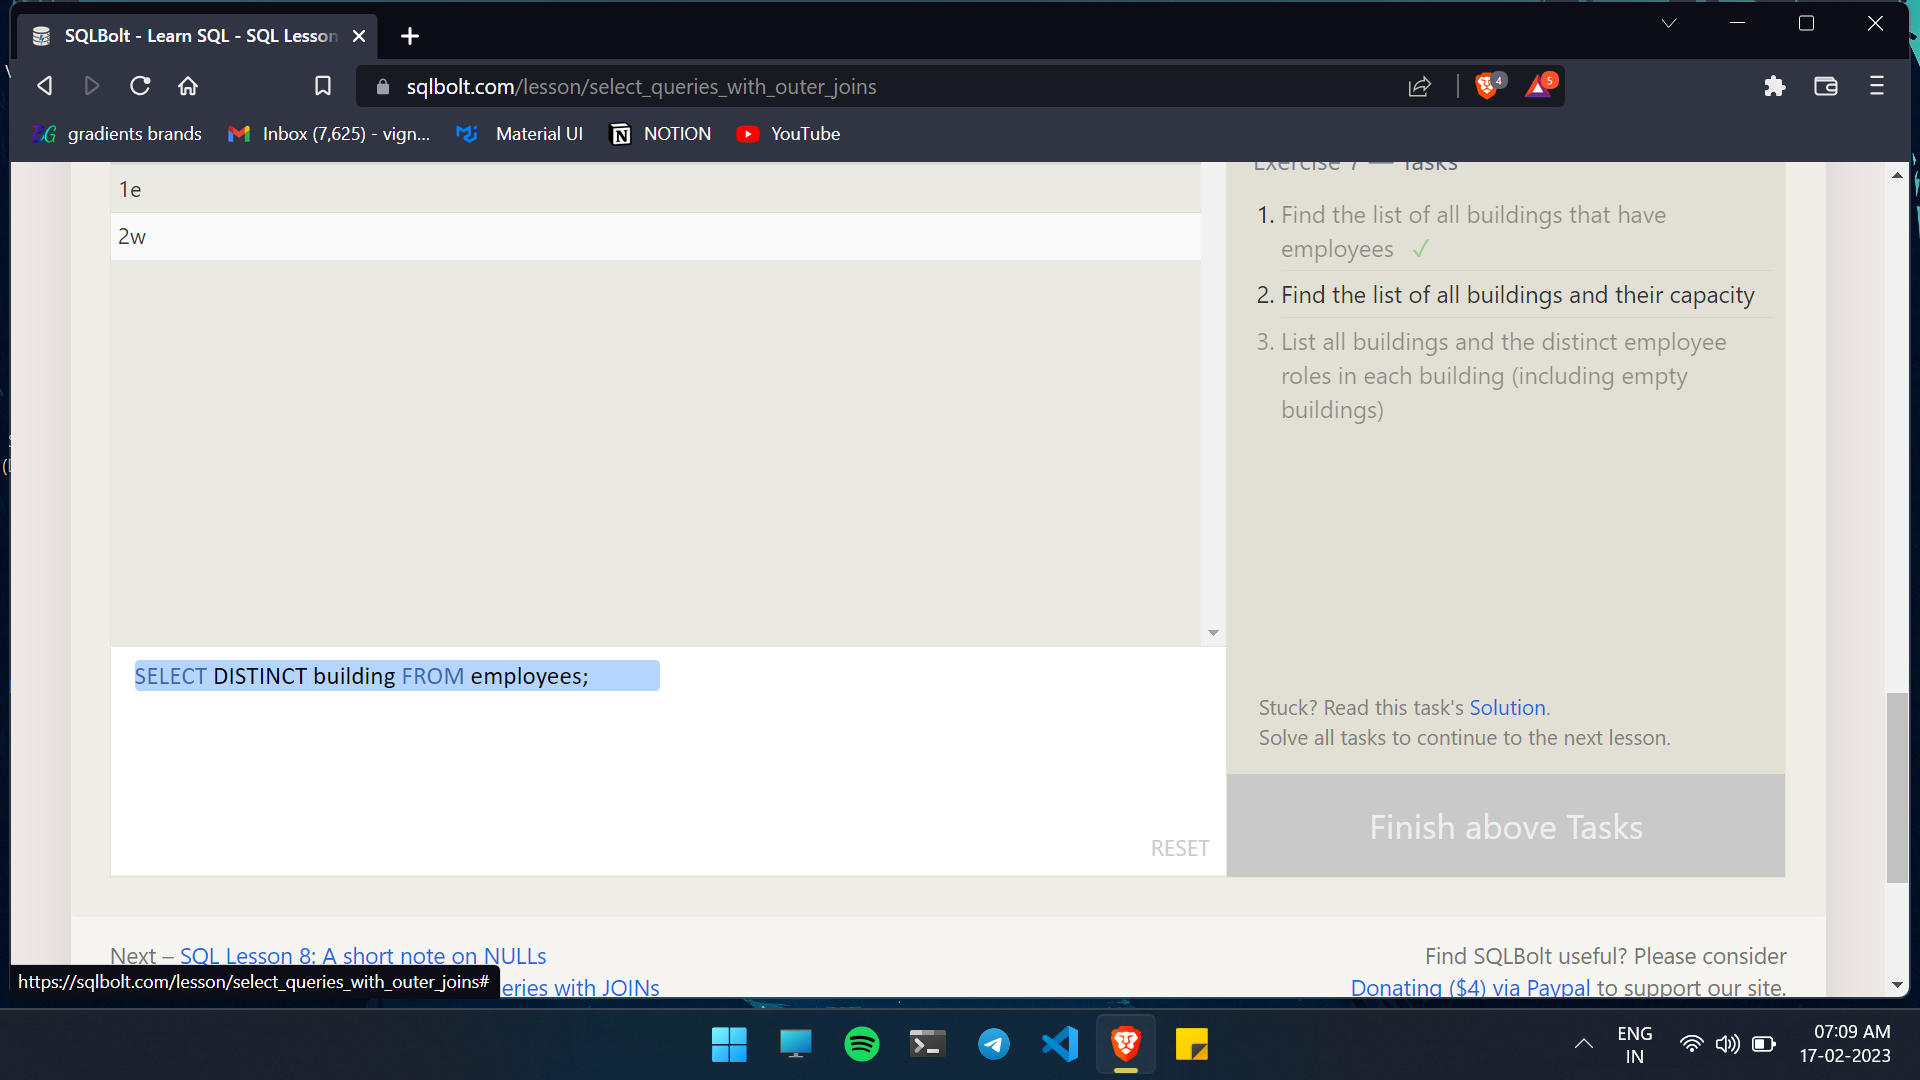 SQLBolt - Learn SQL - SQL Lesson
sqlbolt.com/lesson/select_queries_with_outer_joins
4
5
gradients brands
Inbox (7,625) - vign...
Material UI
NOTION
YouTube
1e
2w
SELECT DISTINCT building FROM employees;
RESET
Exercise 7 — Tasks
1. Find the list of all buildings that have
employees ✓
2. Find the list of all buildings and their capacity
3. List all buildings and the distinct employee
roles in each building (including empty
buildings)
Stuck? Read this task's Solution.
Solve all tasks to continue to the next lesson.
Finish above Tasks
Next – SQL Lesson 8: A short note on NULLs
eries with JOINs
Find SQLBolt useful? Please consider
Donating ($4) via Paypal to support our site.
https://sqlbolt.com/lesson/select_queries_with_outer_joins#
ENG
IN
07:09 AM
17-02-2023